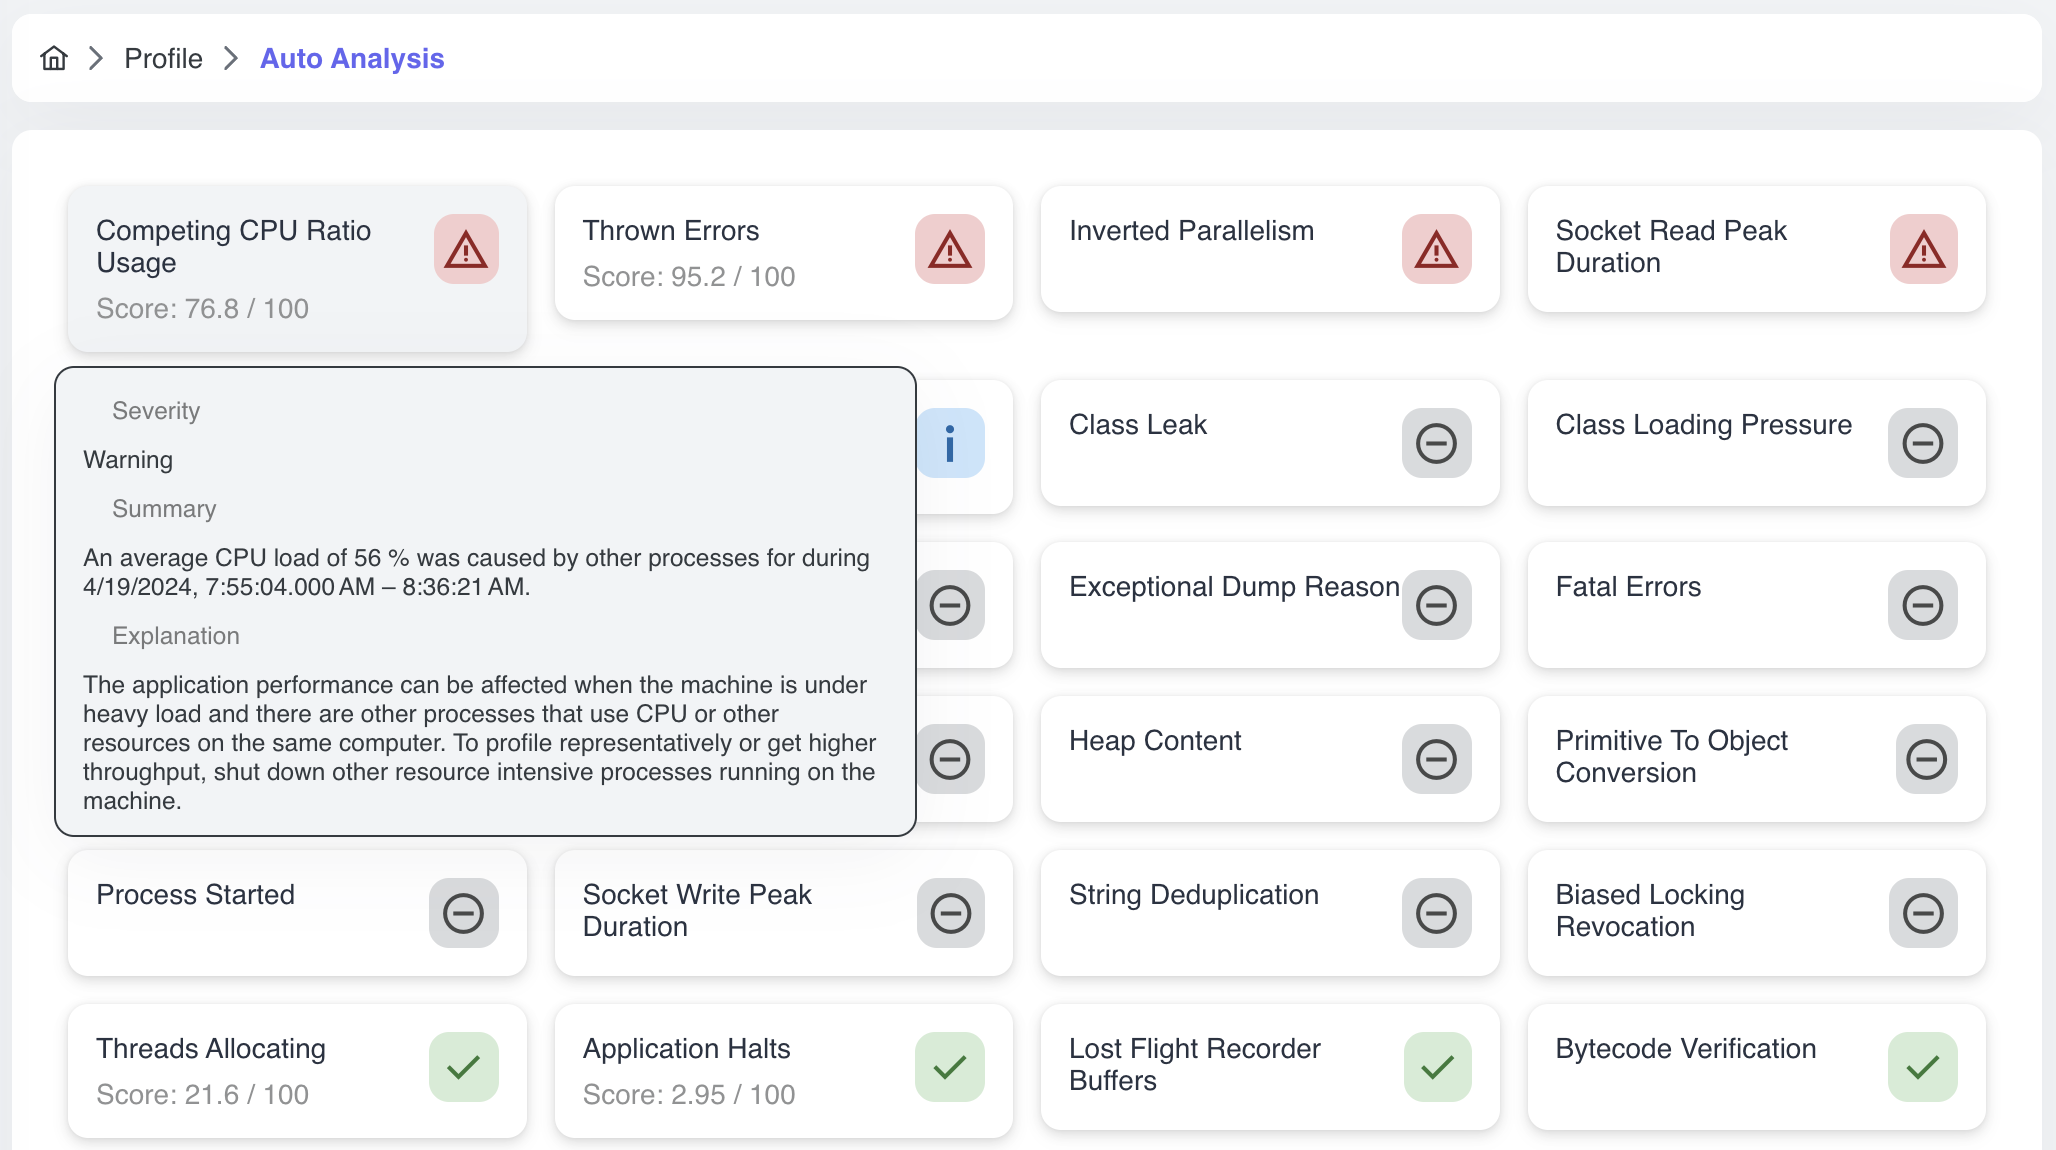 Profile
Auto Analysis
Competing CPU Ratio
Usage
Score: 76.8 / 100
Thrown Errors
Score: 95.2 / 100
Inverted Parallelism
Socket Read Peak
Duration
Severity
Warning
Summary
An average CPU load of 56 % was caused by other processes for during
4/19/2024, 7:55:04.000 AM – 8:36:21 AM.
Explanation
The application performance can be affected when the machine is under
heavy load and there are other processes that use CPU or other
resources on the same computer. To profile representatively or get higher
throughput, shut down other resource intensive processes running on the
machine.
Class Leak
Class Loading Pressure
Exceptional Dump Reason
Fatal Errors
Heap Content
Primitive To Object
Conversion
Process Started
Socket Write Peak
Duration
String Deduplication
Biased Locking
Revocation
Threads Allocating
Score: 21.6 / 100
Application Halts
Score: 2.95 / 100
Lost Flight Recorder
Buffers
Bytecode Verification